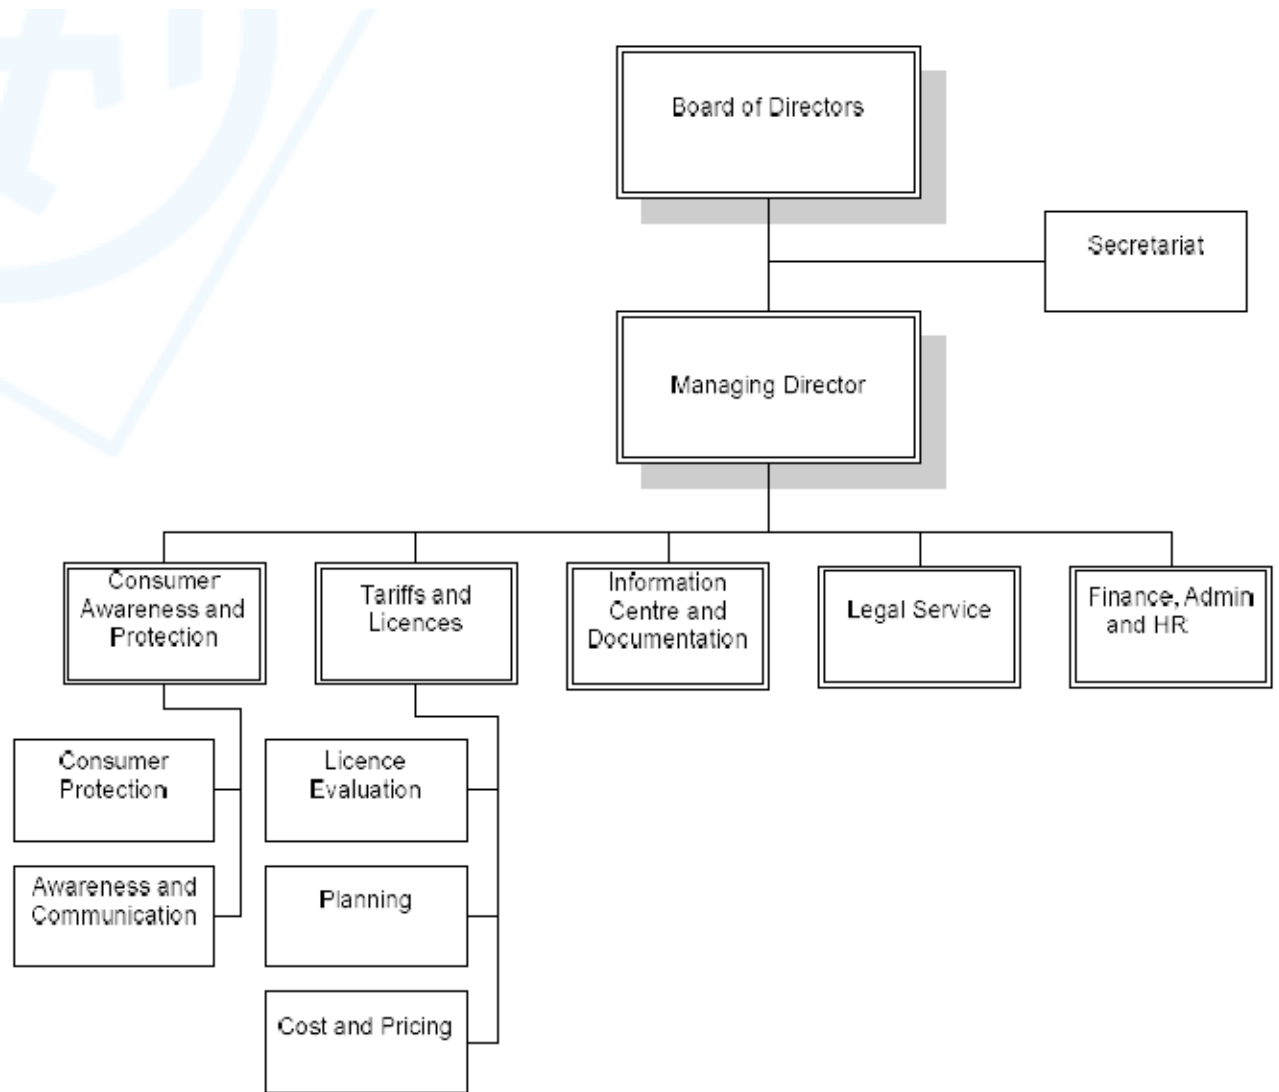 Board of Directors
Secretariat
Managing Director
Consumer
Awareness and
Protection
Tariffs and
Licences
Information
Centre and
Documentation
Legal Service
Finance, Admin
and HR
Consumer
Protection
Licence
Evaluation
Awareness and
Communication
Planning
Cost and Pricing